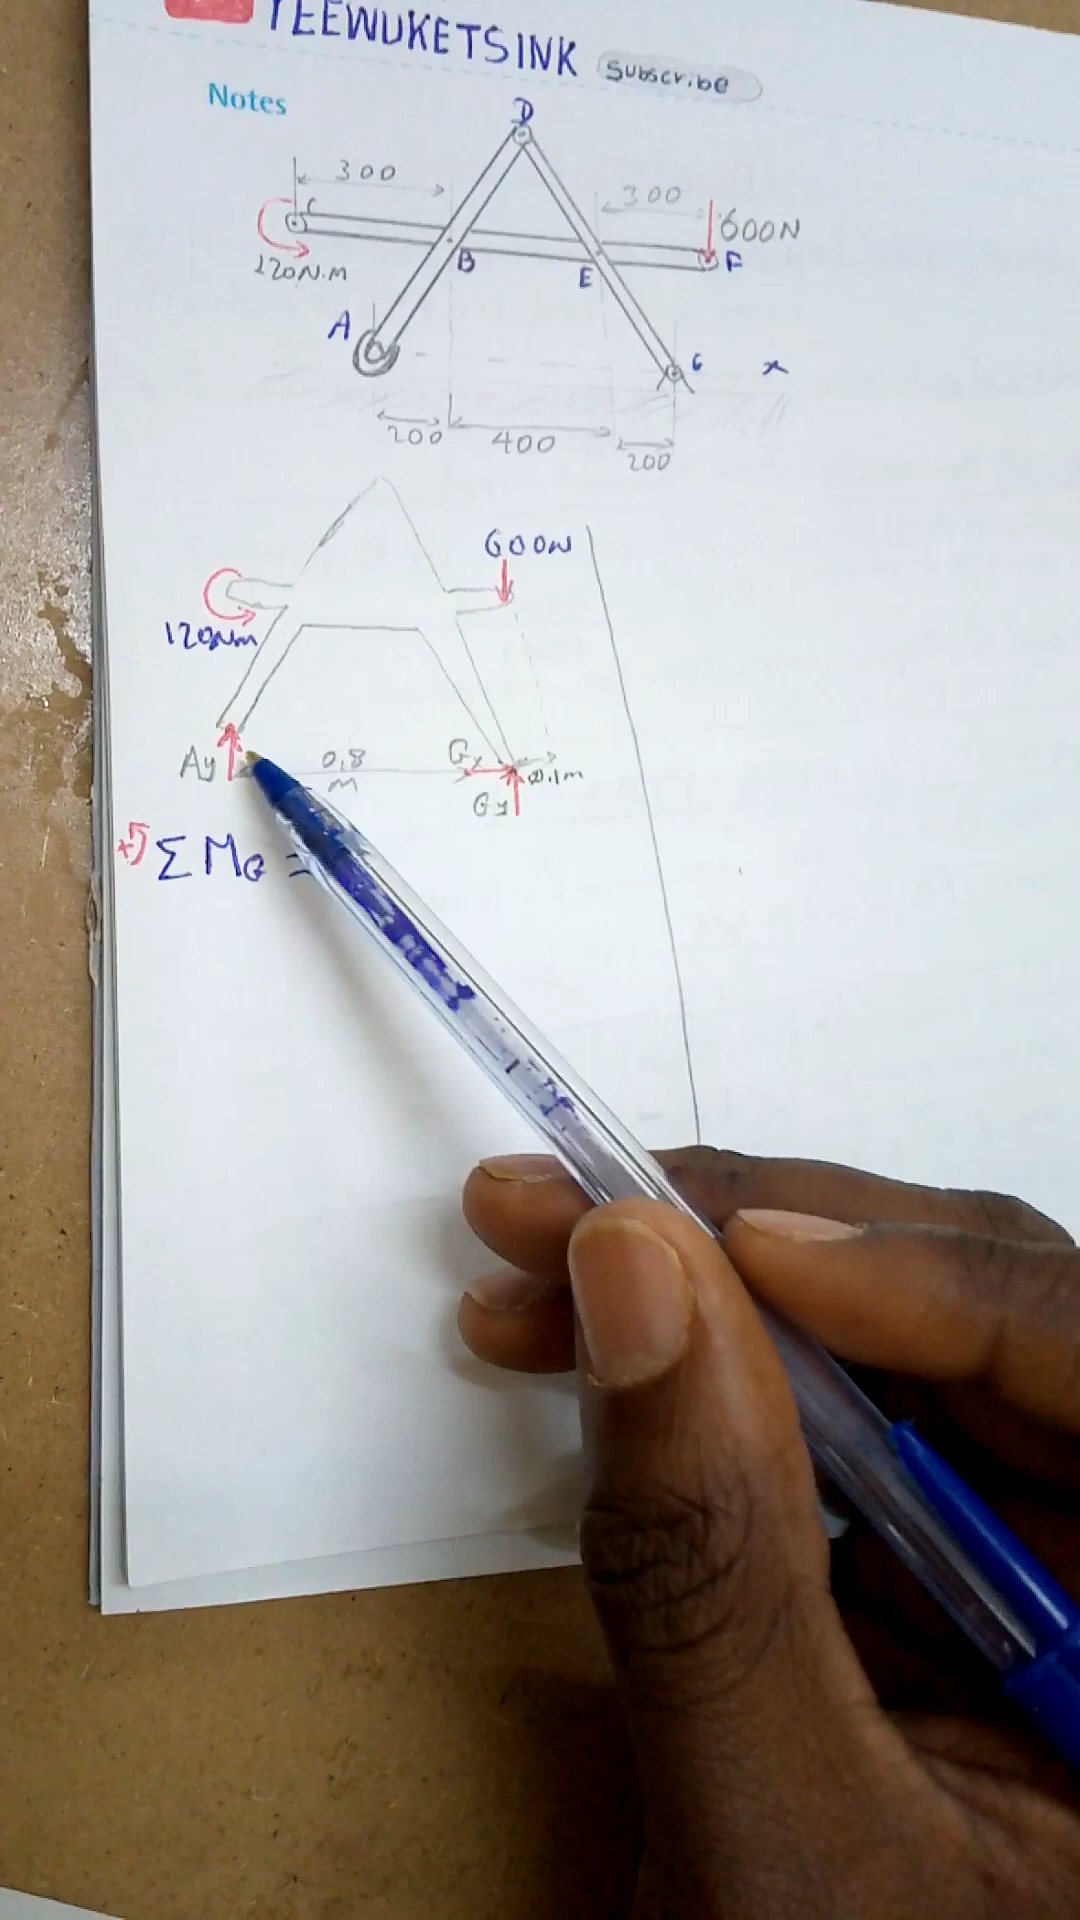 YEEWUKETSINK Subscribe
Notes
D
300
300
600N
C
120N.M
B
E
F
A
G
x
200
400
200
600N
120Nm
Ay
0,8
m
Gx
0.1m
Gy
+ ΣMG =